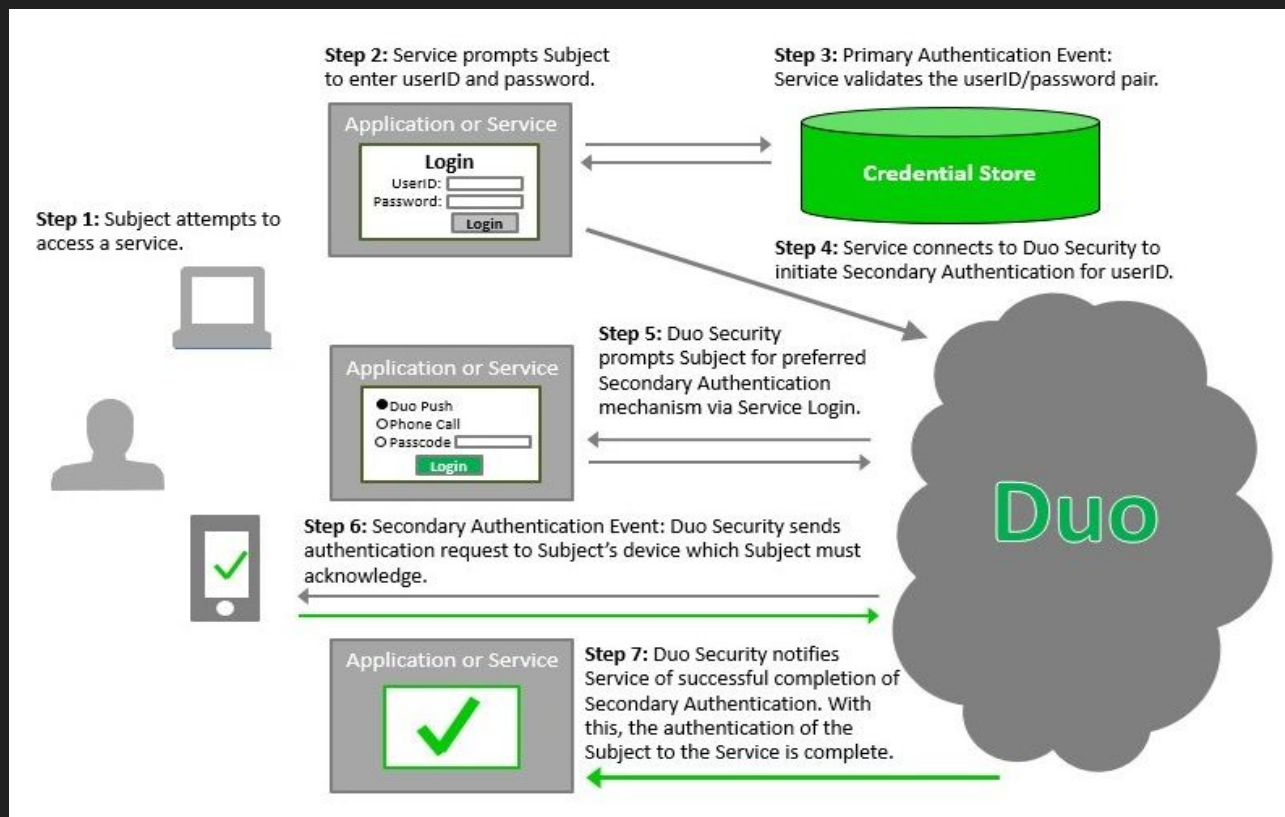 Step 2: Service prompts Subject
to enter userID and password.
Step 3: Primary Authentication Event:
Service validates the userID/password pair.
Application or Service
Login
UserID:
Password:
Login
Credential Store
Step 1: Subject attempts to
access a service.
Step 4: Service connects to Duo Security to
initiate Secondary Authentication for userID.
Step 5: Duo Security
prompts Subject for preferred
Secondary Authentication
mechanism via Service Login.
Application or Service
Duo Push
Phone Call
Passcode
Login
Duo
Step 6: Secondary Authentication Event: Duo Security sends
authentication request to Subject’s device which Subject must
acknowledge.
Application or Service
Step 7: Duo Security notifies
Service of successful completion of
Secondary Authentication. With
this, the authentication of the
Subject to the Service is complete.